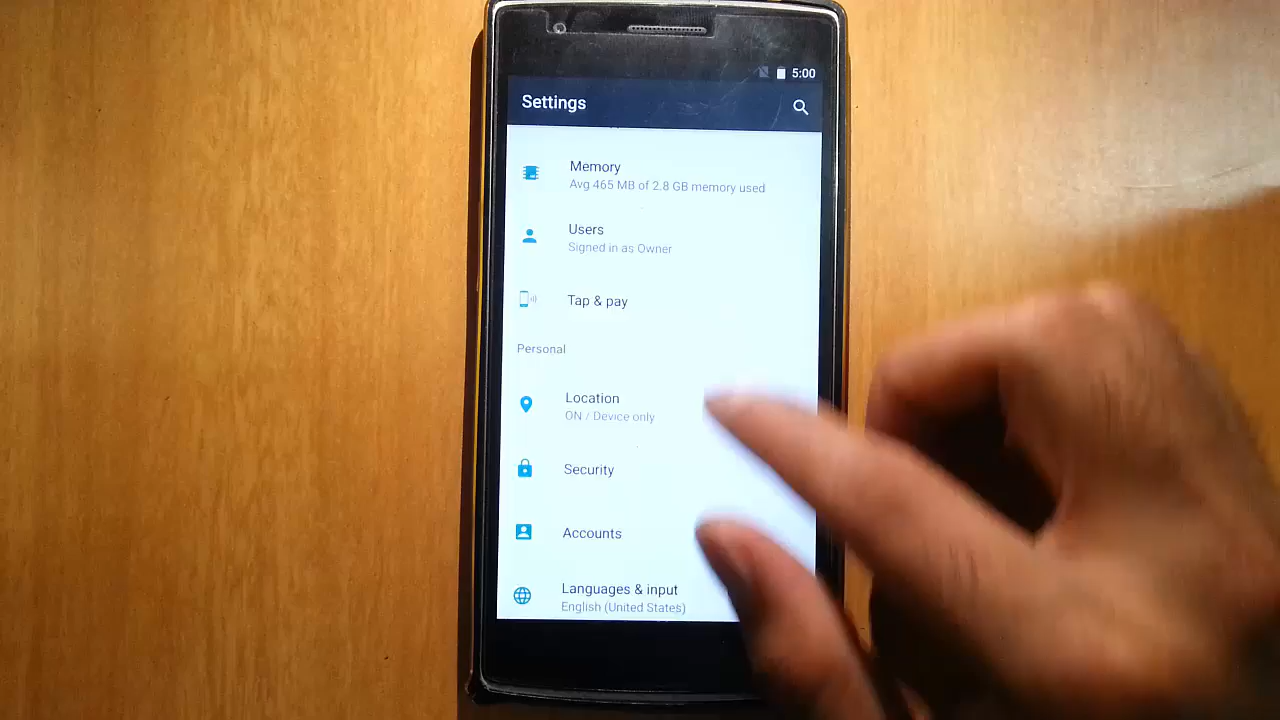 5:00
Settings
Memory
Avg 465 MB of 2.8 GB memory used
Users
Signed in as Owner
Tap & pay
Personal
Location
ON / Device only
Security
Accounts
Languages & input
English (United States)